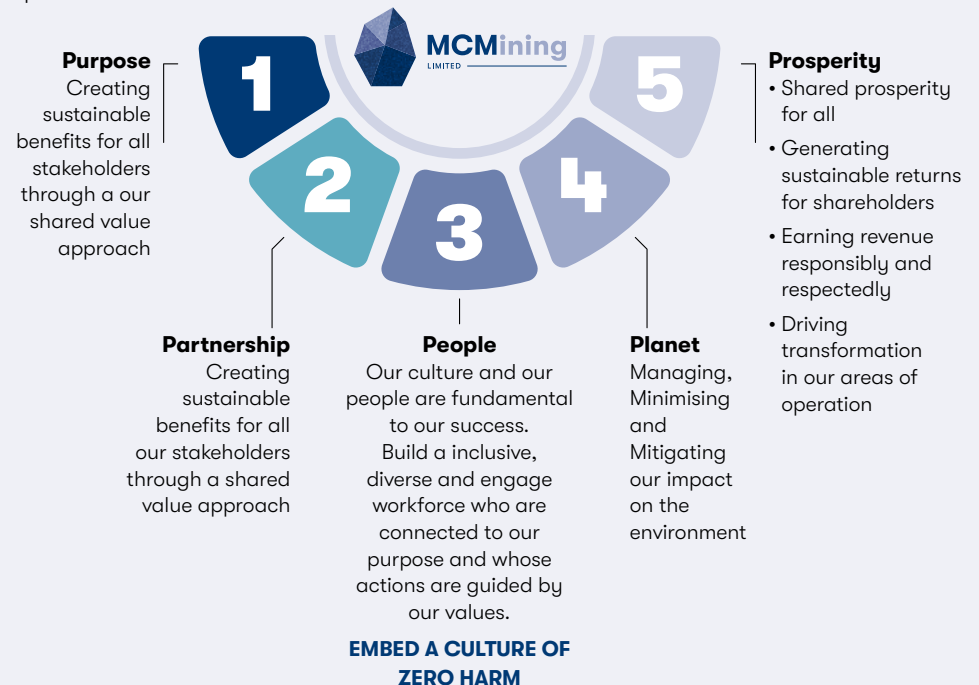 MCMining
LIMITED
1
Purpose
Creating
sustainable
benefits for all
stakeholders
through a our
shared value
approach
2
Partnership
Creating
sustainable
benefits for all
our stakeholders
through a shared
value approach
3
People
Our culture and our
people are fundamental
to our success.
Build a inclusive,
diverse and engage
workforce who are
connected to our
purpose and whose
actions are guided by
our values.
EMBED A CULTURE OF
ZERO HARM
4
Planet
Managing,
Minimising
and
Mitigating
our impact
on the
environment
5
Prosperity
• Shared prosperity
for all
• Generating
sustainable returns
for shareholders
• Earning revenue
responsibly and
respectedly
• Driving
transformation
in our areas of
operation